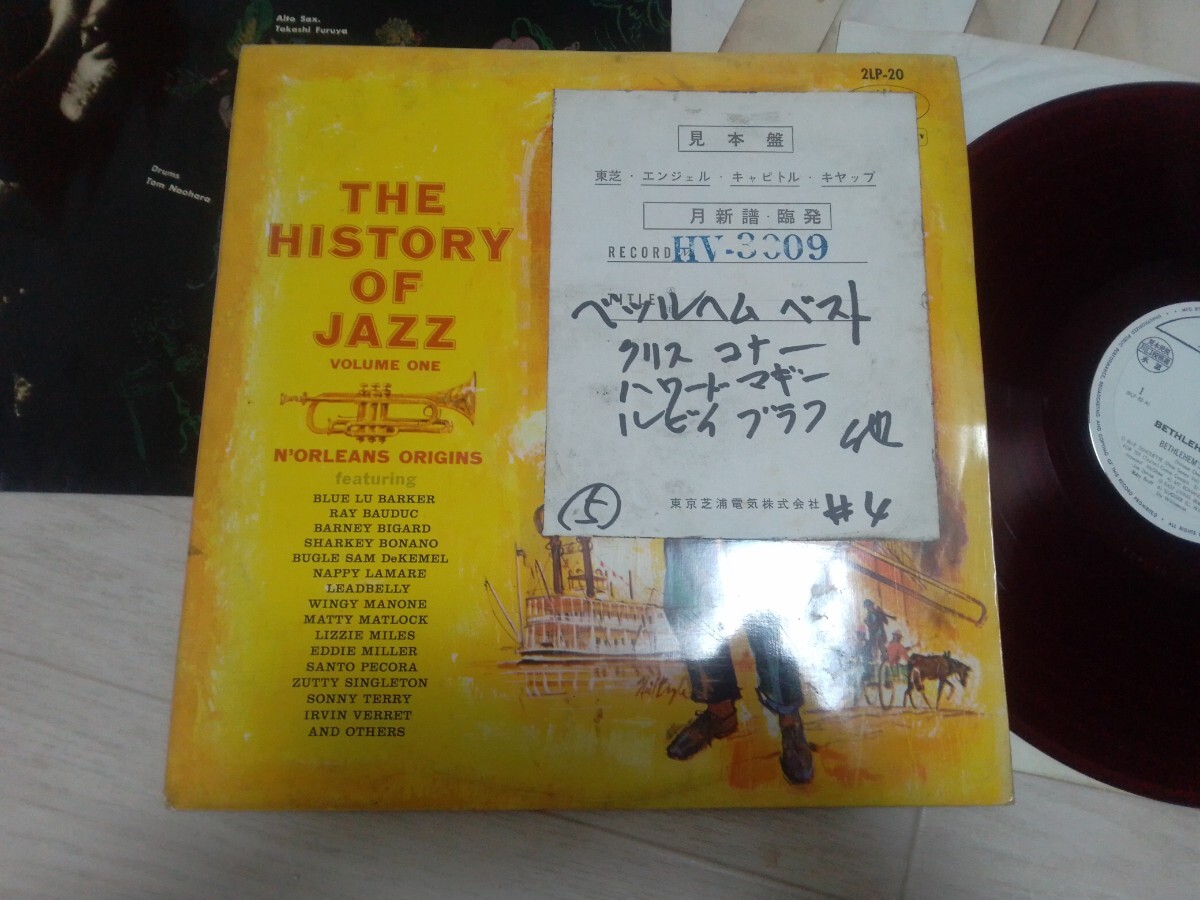 Alto Sax.
Takashi Furuya
Drums
Tom Naohara
2LP-20
THE
HISTORY
OF
JAZZ
VOLUME ONE
N'ORLEANS ORIGINS
featuring
BLUE LU BARKER
RAY BAUDUC
BARNEY BIGARD
SHARKEY BONANO
BUGLE SAM DeKEMEL
NAPPY LAMARE
LEADBELLY
WINGY MANONE
MATTY MATLOCK
LIZZIE MILES
EDDIE MILLER
SANTO PECORA
ZUTTY SINGLETON
SONNY TERRY
IRVIN VERRET
AND OTHERS
見本盤
東芝・エンジェル・キャピトル・キヤップ
月新譜・臨発
RECORD HV-3009
TITLE
ベツルヘム ベスト
クリス コナー
ハワード マギー
ルビイ ブラフ
他
5
東京芝浦電気株式会社
#4
1
BETHLEHEM